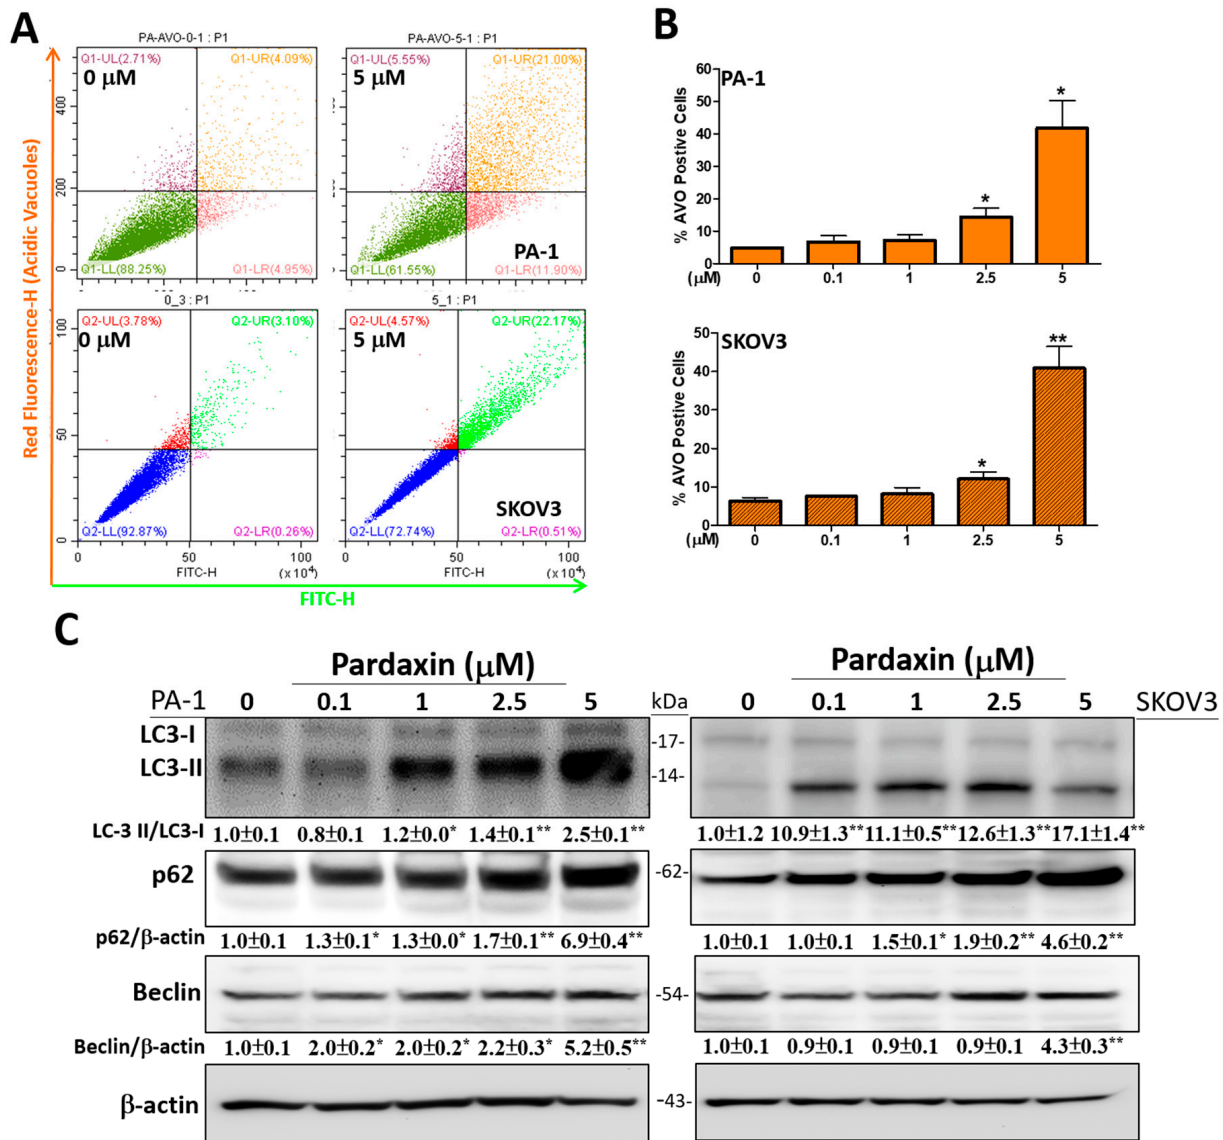 A
PA-AVO-0-1 : P1
PA-AVO-5-1 : P1
Q1-UL(2.71%)
Q1-UR(4.09%)
0 μM
Q1-UL(5.55%)
Q1-UR(21.00%)
5 μM
400
200
0
Q1-LL(88.25%)
Q1-LR(4.95%)
PA-1
Q1-LL(61.55%)
Q1-LR(11.90%)
0_3 : P1
5_1 : P1
Q2-UL(3.78%)
Q2-UR(3.10%)
0 μM
Q2-UL(4.57%)
Q2-UR(22.17%)
5 μM
100
50
0
Q2-LL(92.87%)
Q2-LR(0.26%)
SKOV3
Q2-LL(72.74%)
Q2-LR(0.51%)
0 50 100
FITC-H (x 10⁴)
0 50 100
FITC-H (x 10⁴)
Red Fluorescence-H (Acidic Vacuoles)
FITC-H
B
PA-1
% AVO Postive Cells
60
50
40
30
20
10
0
*
*
(μM) 0 0.1 1 2.5 5
SKOV3
% AVO Postive Cells
50
40
30
20
10
0
*
**
(μM) 0 0.1 1 2.5 5
C
Pardaxin (μM)
Pardaxin (μM)
PA-1 0 0.1 1 2.5 5 kDa 0 0.1 1 2.5 5 SKOV3
LC3-I
-17-
LC3-II
-14-
LC-3 II/LC3-I 1.0±0.1 0.8±0.1 1.2±0.0* 1.4±0.1** 2.5±0.1** 1.0±1.2 10.9±1.3** 11.1±0.5** 12.6±1.3** 17.1±1.4**
p62 -62-
p62/β-actin 1.0±0.1 1.3±0.1* 1.3±0.0* 1.7±0.1** 6.9±0.4** 1.0±0.1 1.0±0.1 1.5±0.1* 1.9±0.2** 4.6±0.2**
Beclin -54-
Beclin/β-actin 1.0±0.1 2.0±0.2* 2.0±0.2* 2.2±0.3* 5.2±0.5** 1.0±0.1 0.9±0.1 0.9±0.1 0.9±0.1 4.3±0.3**
β-actin -43-